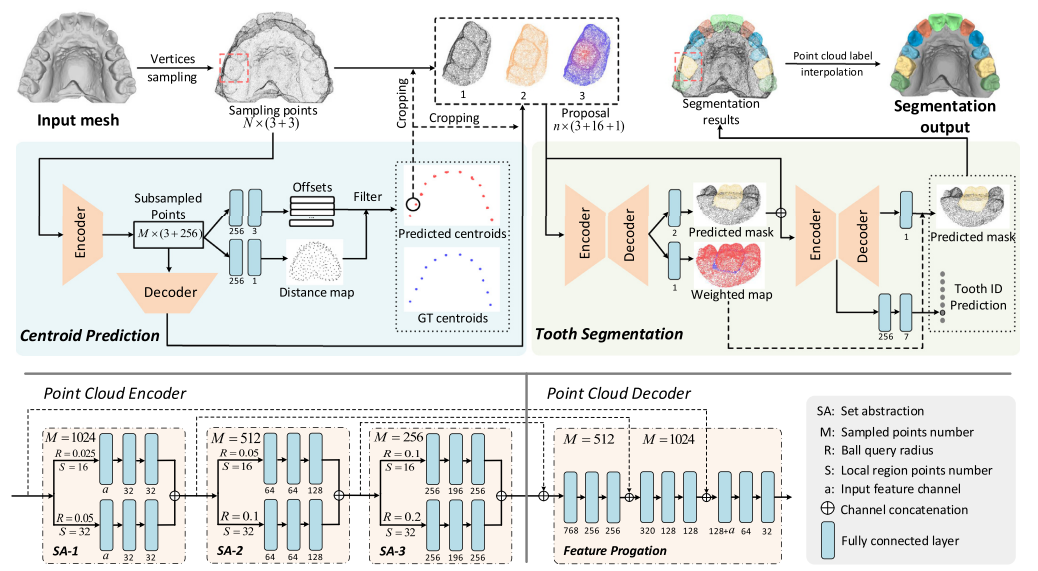 Input mesh
Vertices
sampling
Sampling points
N×(3+3)
Cropping
Cropping
1
2
3
Proposal
n×(3+16+1)
Segmentation
results
Point cloud label
interpolation
Segmentation
output
Encoder
Subsampled
Points
M×(3+256)
Decoder
256
3
256
1
Offsets
...
Distance map
Filter
Predicted centroids
GT centroids
Centroid Prediction
Encoder
Decoder
2
1
Predicted mask
Weighted map
Encoder
Decoder
1
256
7
Predicted mask
Tooth ID
Prediction
Tooth Segmentation
Point Cloud Encoder
M=1024
R=0.025
S=16
a
32
32
R=0.05
S=32
a
32
32
SA-1
M=512
R=0.05
S=16
64
64
128
R=0.1
S=32
64
64
128
SA-2
M=256
R=0.1
S=16
256
196
256
R=0.2
S=32
256
196
256
SA-3
Point Cloud Decoder
M=512
M=1024
768
256
256
320
128
128
128+a
64
32
Feature Progation
SA: Set abstraction
M: Sampled points number
R: Ball query radius
S: Local region points number
a: Input feature channel
Channel concatenation
Fully connected layer